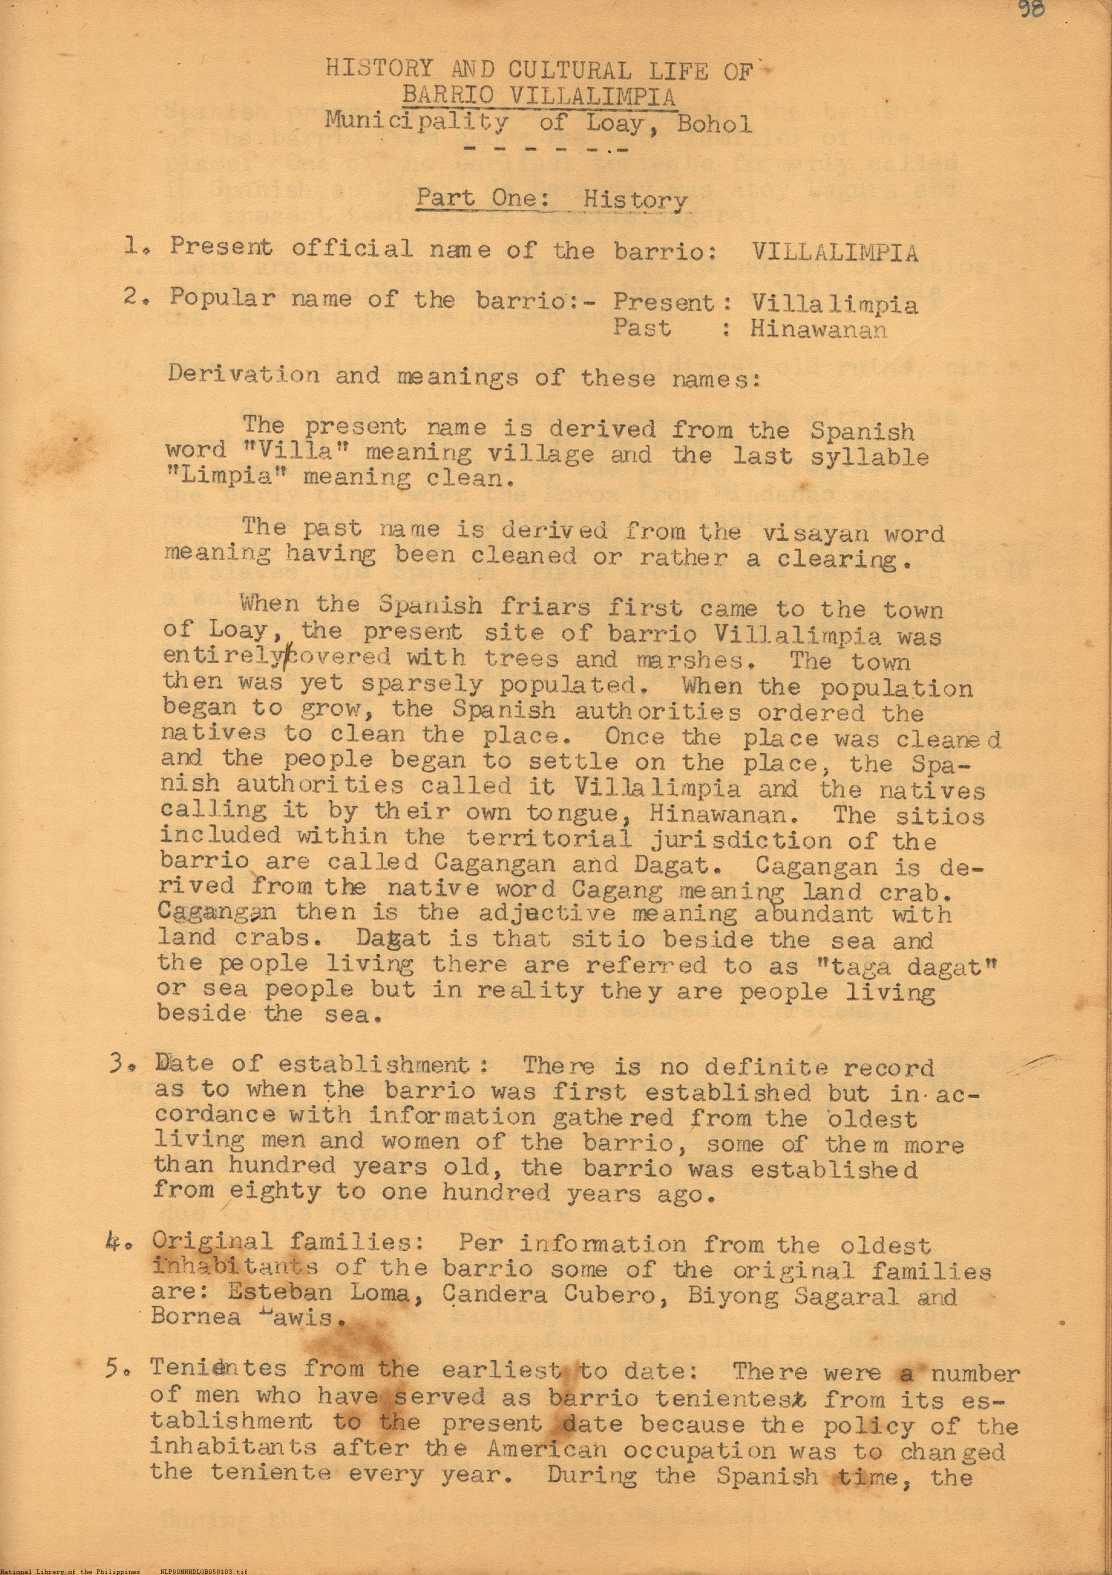 98
HISTORY AND CULTURAL LIFE OF
BARRIO VILLALIMPIA
Municipality of Loay, Bohol
- - - - - - -
Part One: History
1. Present official name of the barrio: VILLALIMPIA
2. Popular name of the barrio:- Present : Villalimpia
Past : Hinawanan
Derivation and meanings of these names:
The present name is derived from the Spanish
word "Villa" meaning village and the last syllable
"Limpia" meaning clean.
The past name is derived from the visayan word
meaning having been cleaned or rather a clearing.
When the Spanish friars first came to the town
of Loay, the present site of barrio Villalimpia was
entirely/covered with trees and marshes. The town
then was yet sparsely populated. When the population
began to grow, the Spanish authorities ordered the
natives to clean the place. Once the place was cleaned
and the people began to settle on the place, the Spa-
nish authorities called it Villalimpia and the natives
calling it by their own tongue, Hinawanan. The sitios
included within the territorial jurisdiction of the
barrio are called Cagangan and Dagat. Cagangan is de-
rived from the native word Cagang meaning land crab.
Cagangan then is the adjective meaning abundant with
land crabs. Dagat is that sitio beside the sea and
the people living there are referred to as "taga dagat"
or sea people but in reality they are people living
beside the sea.
3. Date of establishment: There is no definite record
as to when the barrio was first established but in ac-
cordance with information gathered from the oldest
living men and women of the barrio, some of them more
than hundred years old, the barrio was established
from eighty to one hundred years ago.
4. Original families: Per information from the oldest
inhabitants of the barrio some of the original families
are: Esteban Loma, Candera Cubero, Biyong Sagaral and
Bornea Lawis.
5. Tenientes from the earliest to date: There were a number
of men who have served as barrio tenientes from its es-
tablishment to the present date because the policy of the
inhabitants after the American occupation was to changed
the teniente every year. During the Spanish time, the
National Library of the Philippines NLP00MNHDLOB050103.tif